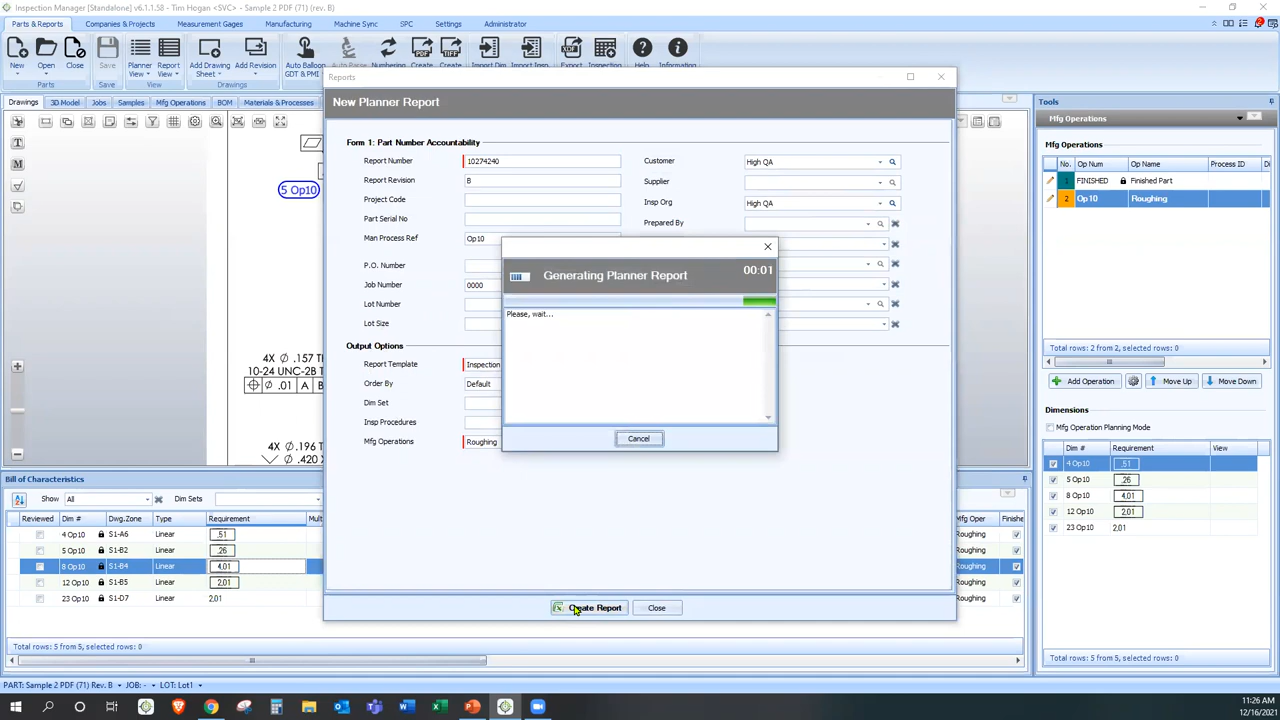 Inspection Manager [Standalone] v6.1.1.58 - Tim Hogan <SVC> - Sample 2 PDF (rev. B)
Parts & Reports Companies & Projects Measurement Gages Manufacturing Machine Sync SPC Settings Administrator
New Open Close Save Planner View Report View Add Drawing Sheet Add Revision Auto Balloon GDT & PMI Auto Parse Numbering Create Create Import Dim Import Insp. Export Inspection Help Information
Parts Save View Drawings
Drawings 3D Model Jobs Samples Mfg Operations BOM Materials & Processes
T
M
5 Op10
4X Ø .157 T
10-24 UNC-2B T
Ø .01 A B
4X Ø.196 T
Ø .420 X
Reports
New Planner Report
Form 1: Part Number Accountability
Report Number 10274240
Report Revision B
Project Code
Part Serial No
Man Process Ref Op10
P.O. Number
Job Number 0000
Lot Number
Lot Size
Customer High QA
Supplier
Insp Org High QA
Prepared By
Output Options
Report Template Inspection
Order By Default
Dim Set
Insp Procedures
Mfg Operations Roughing
Generating Planner Report 00:01
Please, wait...
Cancel
Create Report Close
Tools
Mfg Operations
Mfg Operations
No. Op Num Op Name Process ID Di
1 FINISHED Finished Part
2 Op10 Roughing
Total rows: 2 from 2, selected rows: 0
Add Operation Move Up Move Down
Dimensions
Mfg Operation Planning Mode
Dim # Requirement View
4 Op10 .51
5 Op10 .26
8 Op10 4.01
12 Op10 2.01
23 Op10 2.01
Total rows: 5 from 5, selected rows: 0
Bill of Characteristics
Show All Dim Sets
Reviewed Dim # Dwg.Zone Type Requirement Mult Mfg Oper Finishe
4 Op10 S1-A6 Linear .51 Roughing
5 Op10 S1-B2 Linear .26 Roughing
8 Op10 S1-B4 Linear 4.01 Roughing
12 Op10 S1-B5 Linear 2.01 Roughing
23 Op10 S1-D7 Linear 2.01 Roughing
Total rows: 5 from 5, selected rows: 0
PART: Sample 2 PDF (71) Rev. B JOB: - LOT: Lot1
11:26 AM
12/16/2021